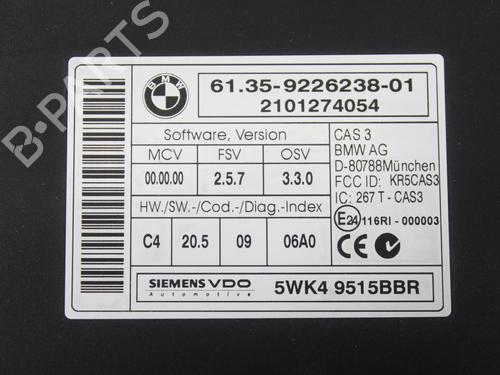 BMW
61.35-9226238-01
2101274054
Software, Version
MCV FSV OSV
00.00.00 2.5.7 3.3.0
HW./SW.-/Cod.-/Diag.-Index
C4 20.5 09 06A0
CAS 3
BMW AG
D-80788München
FCC ID: KR5CAS3
IC: 267 T - CAS3
E24 116RI - 000003
CE
SIEMENS VDO
Automotive
5WK4 9515BBR
B-PARTS